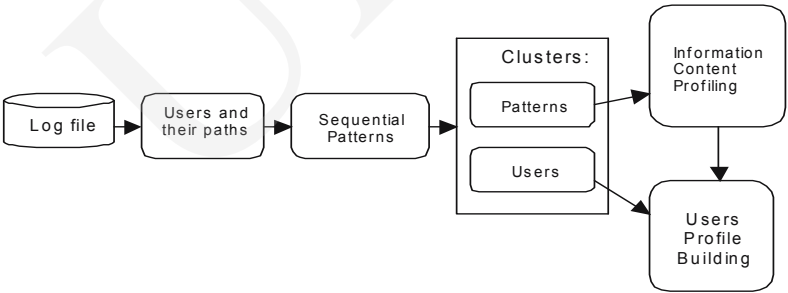 Log file
Users and
their paths
Sequential
Patterns
Clusters:
Patterns
Users
Information
Content
Profiling
Users
Profile
Building